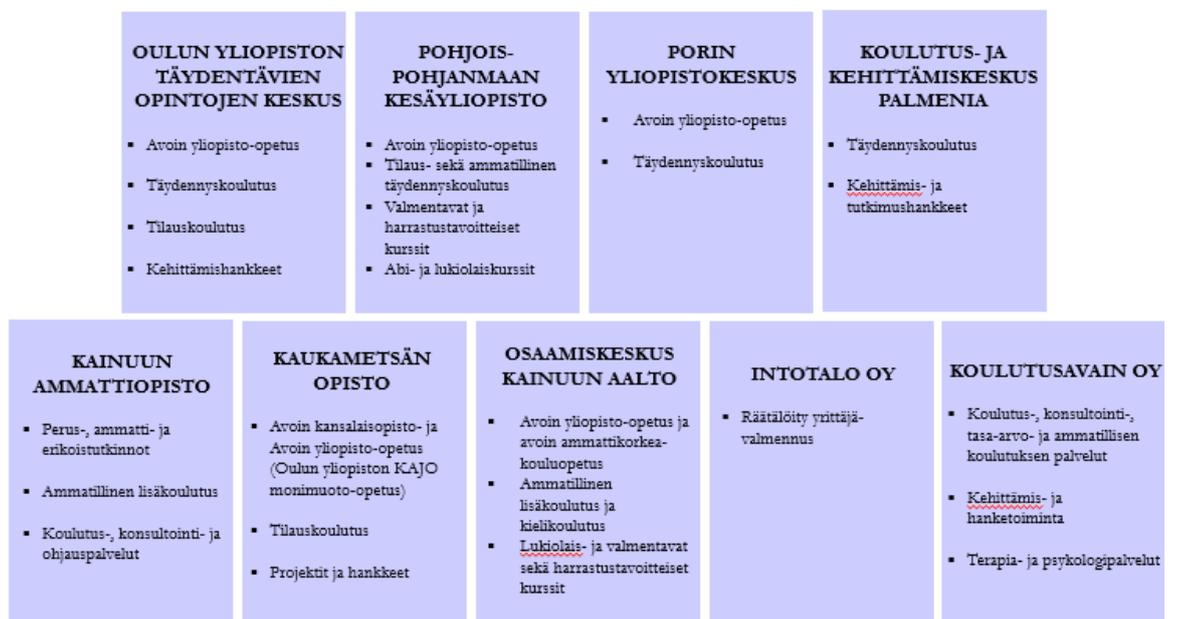 OULUN YLIOPISTON
TÄYDENTÄVIEN
OPINTOJEN KESKUS
▪ Avoin yliopisto-opetus
▪ Täydennyskoulutus
▪ Tilauskoulutus
▪ Kehittämishankkeet
POHJOIS-
POHJANMAAN
KESÄYLIOPISTO
▪ Avoin yliopisto-opetus
▪ Tilaus- sekä ammatillinen
täydennyskoulutus
▪ Valmentavat ja
harrastustavoitteiset
kurssit
▪ Abi- ja lukiolaiskurssit
PORIN
YLIOPISTOKESKUS
▪ Avoin yliopisto-opetus
▪ Täydennyskoulutus
KOULUTUS- JA
KEHITTÄMISKESKUS
PALMENIA
▪ Täydennyskoulutus
▪ Kehittämis- ja
tutkimushankkeet
KAINUUN
AMMATTIOPISTO
▪ Perus-, ammatti- ja
erikoistutkinnot
▪ Ammatillinen lisäkoulutus
▪ Koulutus-, konsultointi- ja
ohjauspalvelut
KAUKAMETSÄN
OPISTO
▪ Avoin kansalaisopisto- ja
Avoin yliopisto-opetus
(Oulun yliopiston KAJO
monimuoto-opetus)
▪ Tilauskoulutus
▪ Projektit ja hankkeet
OSAAMISKESKUS
KAINUUN AALTO
▪ Avoin yliopisto-opetus ja
avoin ammattikorkea-
kouluopetus
▪ Ammatillinen
lisäkoulutus ja
kielikoulutus
▪ Lukiolais- ja valmentavat
sekä harrastustavoitteiset
kurssit
INTOTALO OY
▪ Räätälöity yrittäjä-
valmennus
KOULUTUSAVAIN OY
▪ Koulutus-, konsultointi-,
tasa-arvo- ja ammatillisen
koulutuksen palvelut
▪ Kehittämis- ja
hanketoiminta
▪ Terapia- ja psykologipalvelut